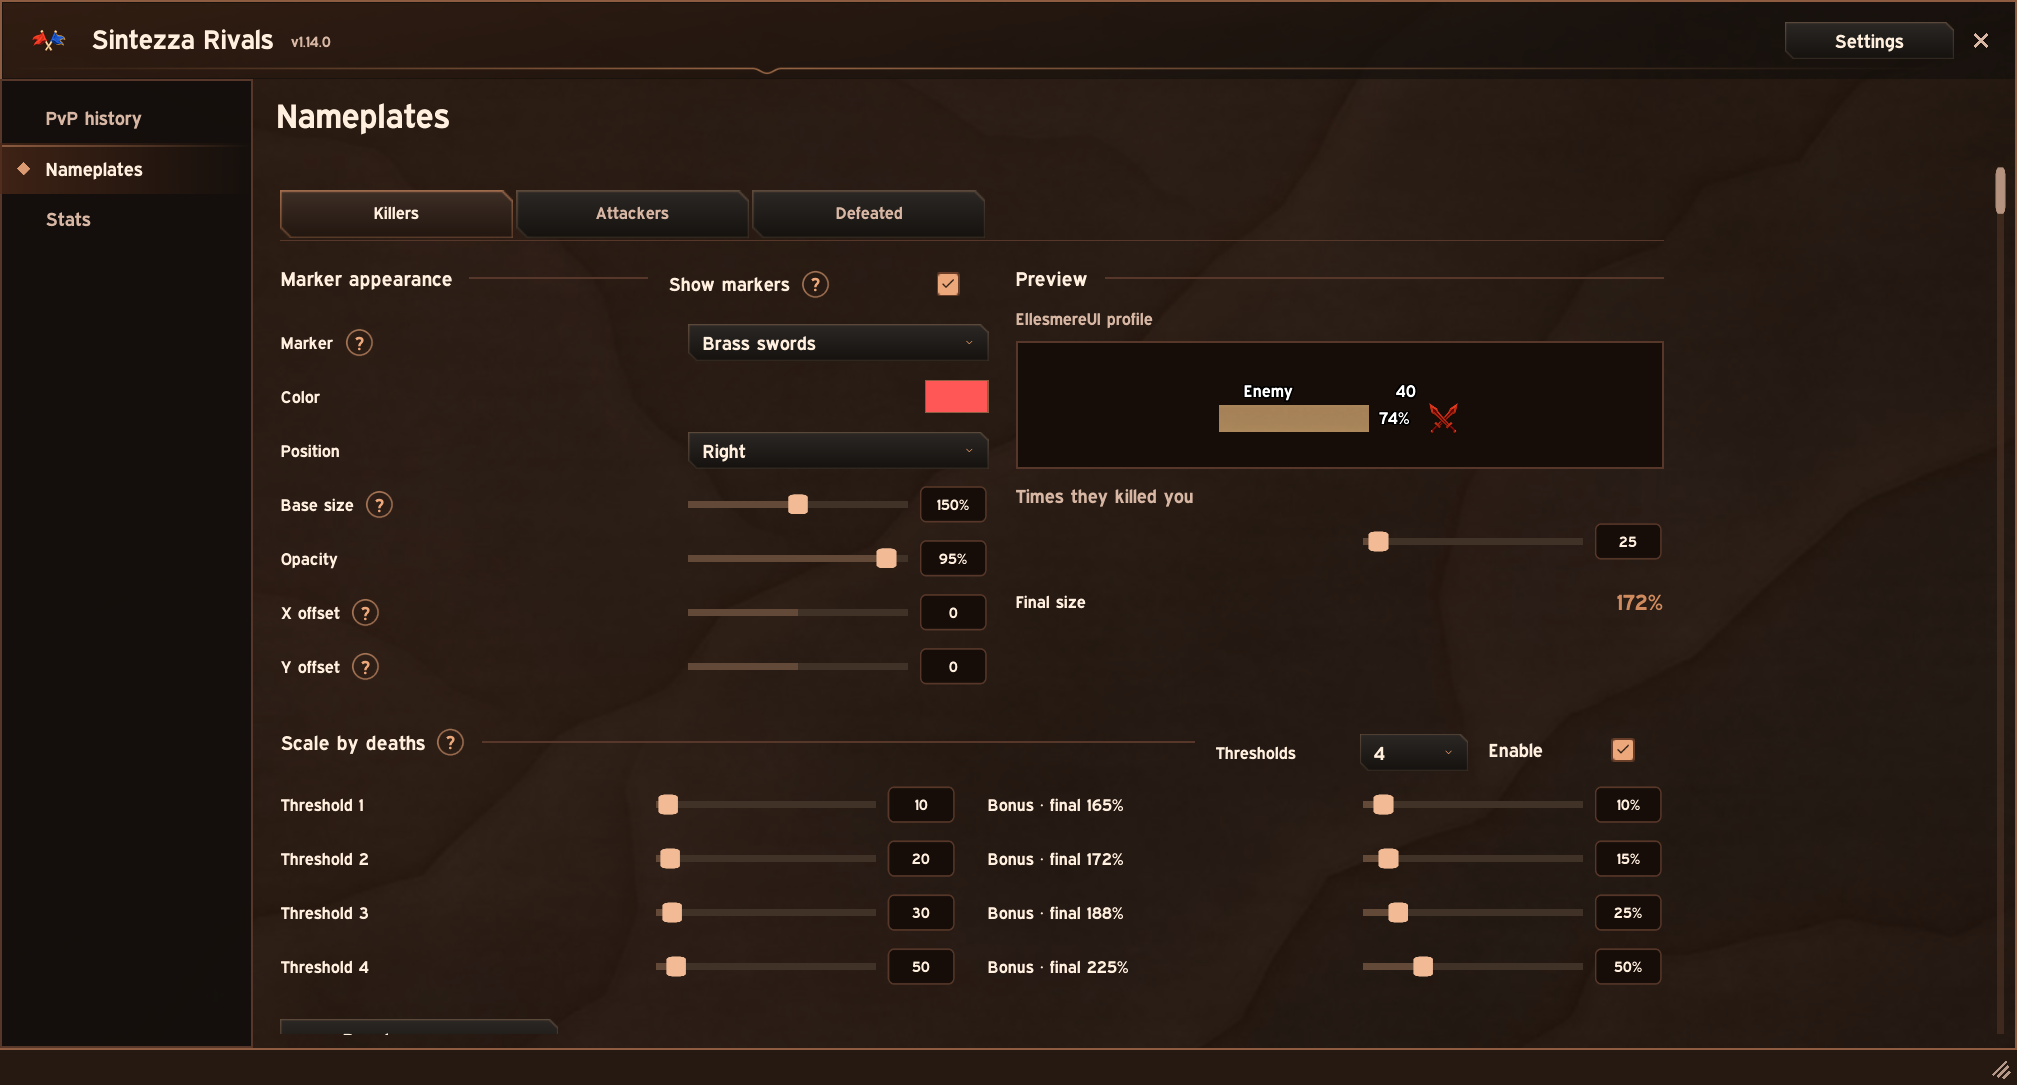 Sintezza Rivals v1.14.0
Settings
PvP history
Nameplates
Stats
Nameplates
Killers
Attackers
Defeated
Marker appearance
Show markers ?
Marker ?
Brass swords
Color
Position
Right
Base size ?
150%
Opacity
95%
X offset ?
0
Y offset ?
0
Preview
EllesmereUI profile
Enemy 40
74%
Times they killed you
25
Final size 172%
Scale by deaths ?
Thresholds 4 Enable
Threshold 1 10 Bonus · final 165% 10%
Threshold 2 20 Bonus · final 172% 15%
Threshold 3 30 Bonus · final 188% 25%
Threshold 4 50 Bonus · final 225% 50%